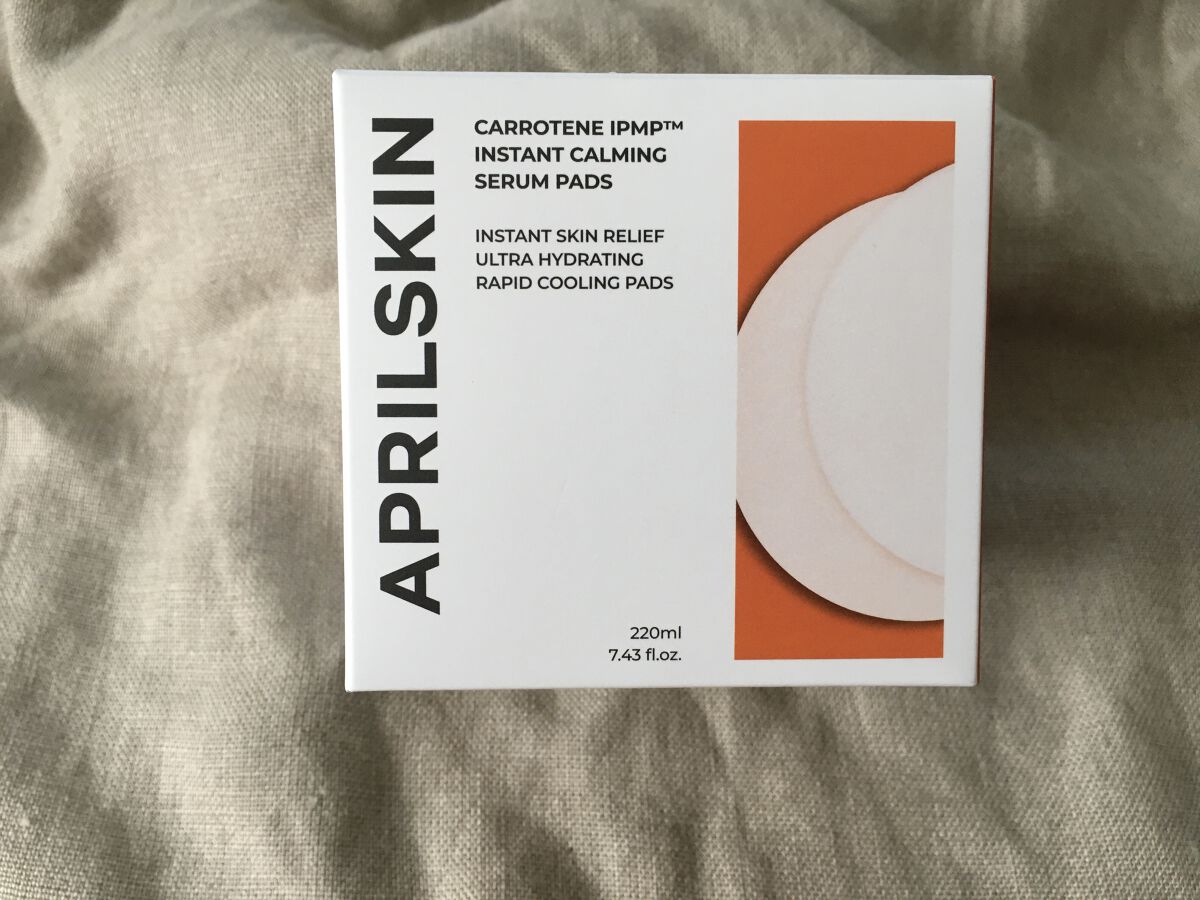 APRILSKIN
CARROTENE IPMP™
INSTANT CALMING
SERUM PADS
INSTANT SKIN RELIEF
ULTRA HYDRATING
RAPID COOLING PADS
220ml
7.43 fl.oz.